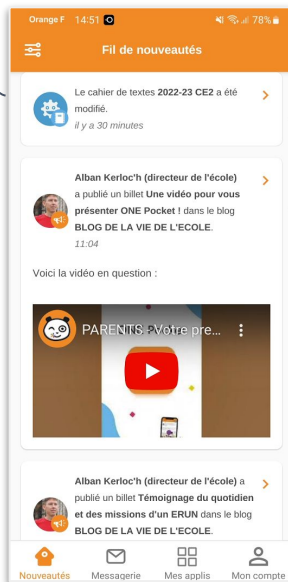 Orange F 14:51 78%
Fil de nouveautés
Le cahier de textes 2022-23 CE2 a été
modifié.
il y a 30 minutes
Alban Kerloc'h (directeur de l'école)
a publié un billet Une vidéo pour vous
présenter ONE Pocket ! dans le blog
BLOG DE LA VIE DE L'ECOLE.
11:04
Voici la vidéo en question :
PARENTS - Votre pre...
Alban Kerloc'h (directeur de l'école) a
publié un billet Témoignage du quotidien
et des missions d'un ERUN dans le blog
BLOG DE LA VIE DE L'ECOLE.
Nouveautés Messagerie Mes applis Mon compte